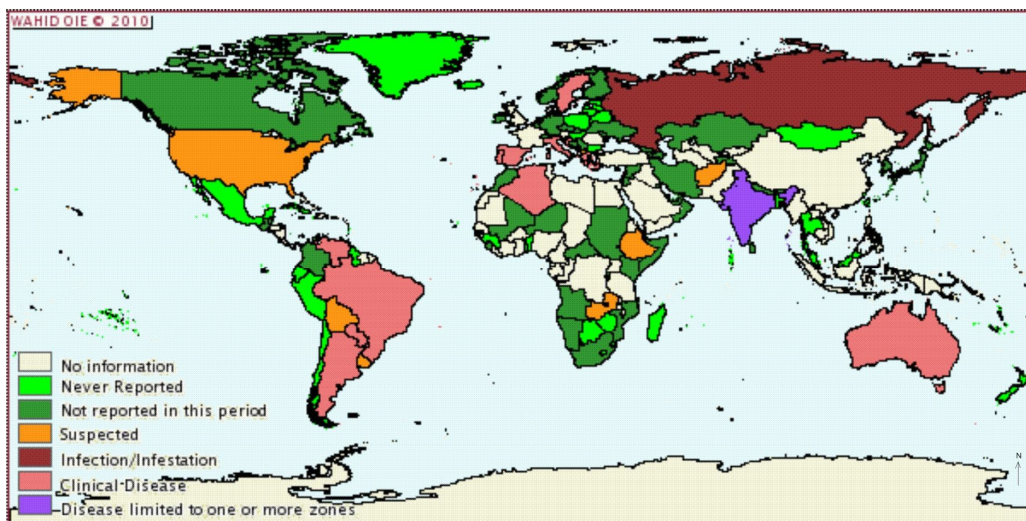 WAHID OIE © 2010
No information
Never Reported
Not reported in this period
Suspected
Infection/Infestation
Clinical Disease
Disease limited to one or more zones
N